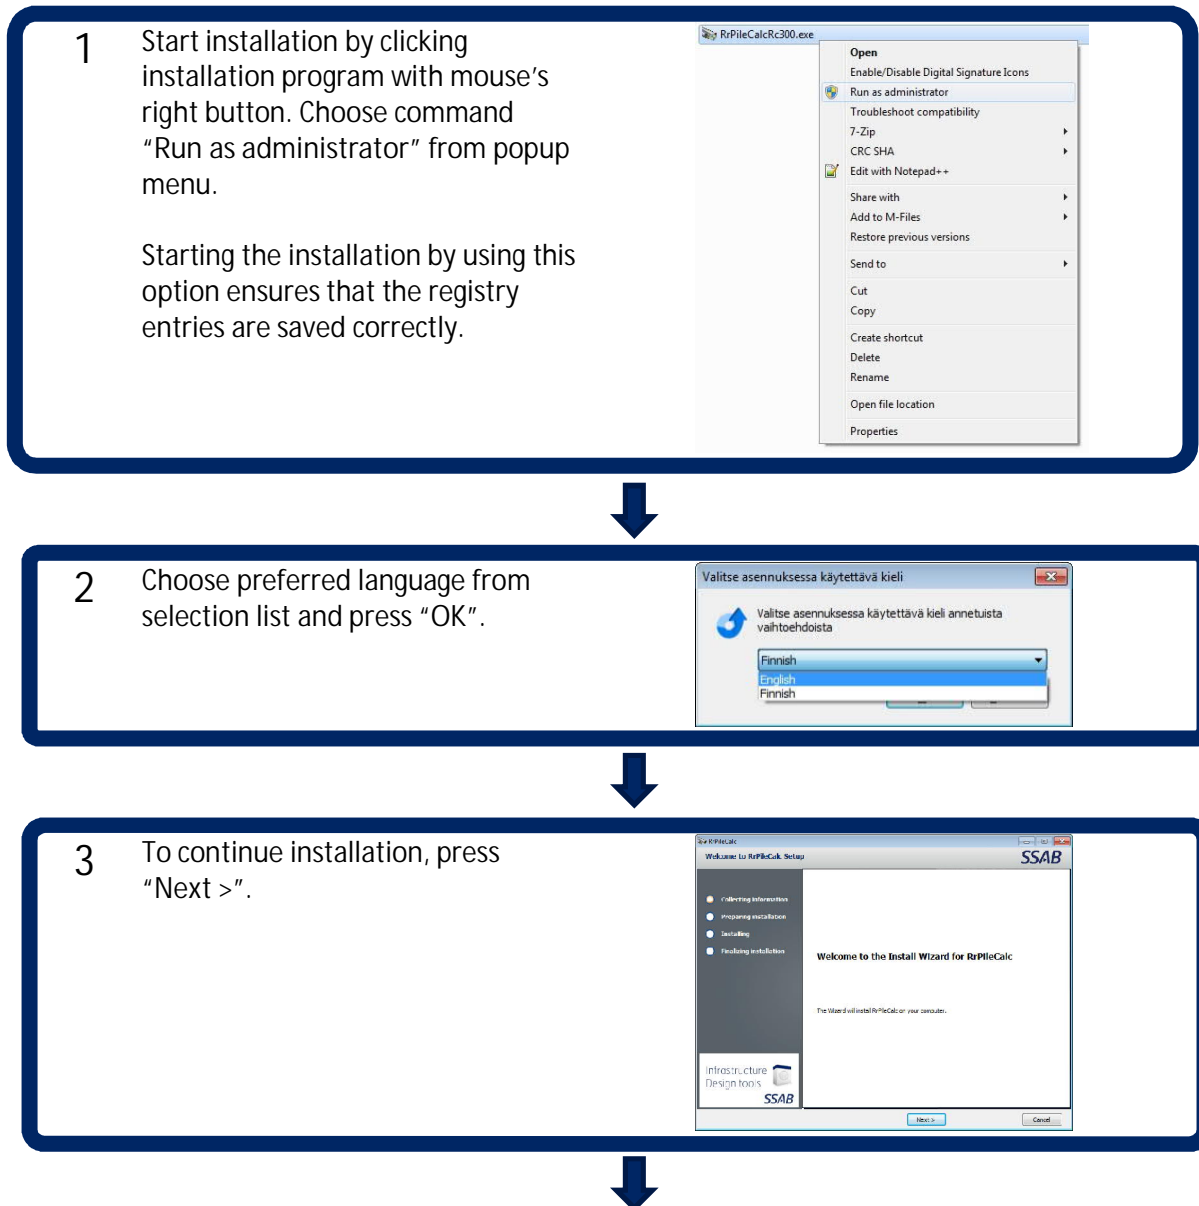 1
Start installation by clicking
installation program with mouse's
right button. Choose command
"Run as administrator" from popup
menu.
Starting the installation by using this
option ensures that the registry
entries are saved correctly.
RrPileCalcRc300.exe
Open
Enable/Disable Digital Signature Icons
Run as administrator
Troubleshoot compatibility
7-Zip
CRC SHA
Edit with Notepad++
Share with
Add to M-Files
Restore previous versions
Send to
Cut
Copy
Create shortcut
Delete
Rename
Open file location
Properties
2
Choose preferred language from
selection list and press "OK".
Valitse asennuksessa käytettävä kieli
Valitse asennuksessa käytettävä kieli annetuista
vaihtoehdoista
Finnish
English
Finnish
3
To continue installation, press
"Next >".
RrPileCalc
Welcome to RrPileCalc Setup
SSAB
Collecting information
Preparing installation
Installing
Finalizing installation
Welcome to the Install Wizard for RrPileCalc
The Wizard will install RrPileCalc on your computer.
Infrastructure
Design tools
SSAB
Next >
Cancel